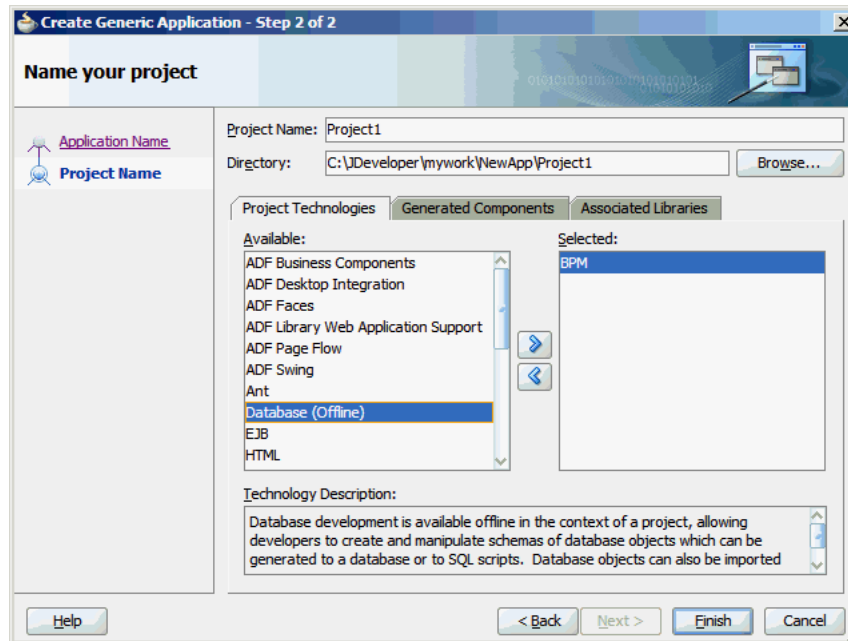 Create Generic Application - Step 2 of 2
Name your project
Application Name
Project Name
Project Name: Project1
Directory: C:\JDeveloper\mywork\NewApp\Project1 Browse...
Project Technologies Generated Components Associated Libraries
Available: Selected:
ADF Business Components BPM
ADF Desktop Integration
ADF Faces
ADF Library Web Application Support
ADF Page Flow
ADF Swing
Ant
Database (Offline)
EJB
HTML
Technology Description:
Database development is available offline in the context of a project, allowing
developers to create and manipulate schemas of database objects which can be
generated to a database or to SQL scripts. Database objects can also be imported
Help < Back Next > Finish Cancel